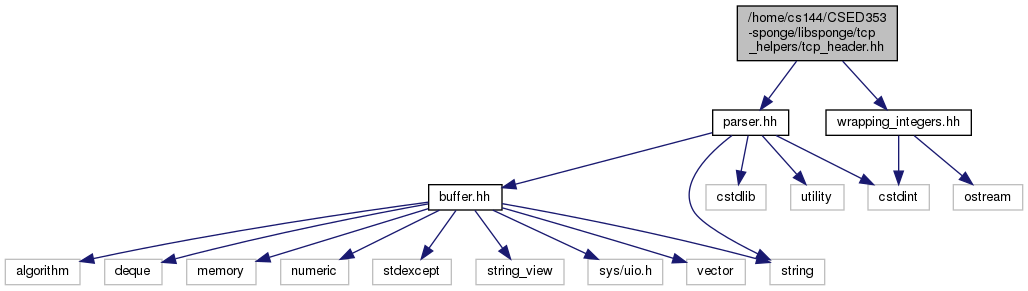 /home/cs144/CSED353
-sponge/libsponge/tcp
_helpers/tcp_header.hh
parser.hh
wrapping_integers.hh
buffer.hh
cstdlib
utility
cstdint
ostream
algorithm
deque
memory
numeric
stdexcept
string_view
sys/uio.h
vector
string